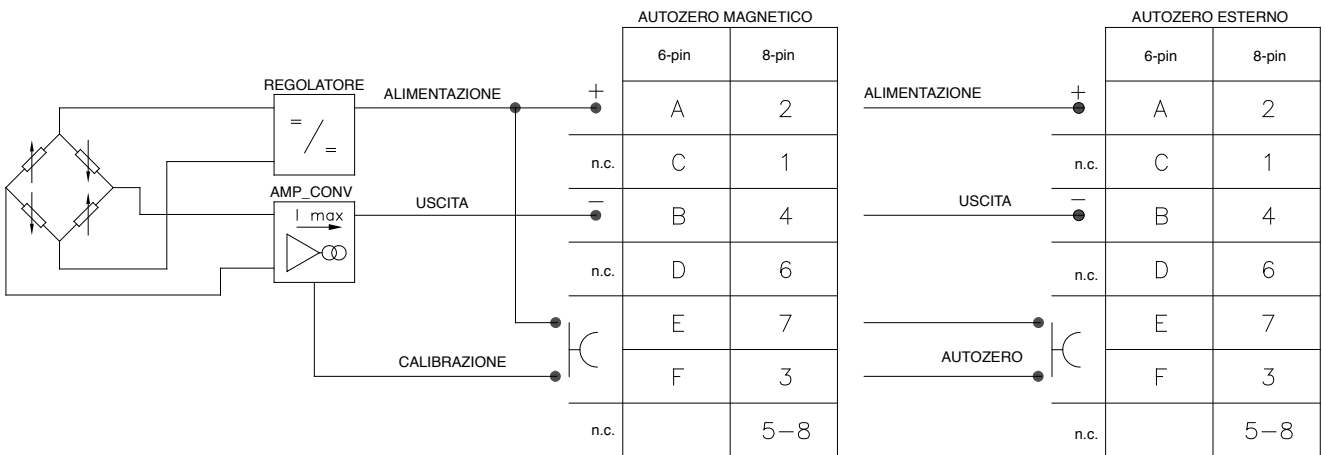 AUTOZERO MAGNETICO
6-pin 8-pin
REGOLATORE
=
=
ALIMENTAZIONE
+
A 2
n.c. C 1
AMP_CONV
I max
USCITA
−
B 4
n.c. D 6
E 7
CALIBRAZIONE
F 3
n.c. 5-8
AUTOZERO ESTERNO
6-pin 8-pin
ALIMENTAZIONE
+
A 2
n.c. C 1
USCITA
−
B 4
n.c. D 6
E 7
AUTOZERO
F 3
n.c. 5-8